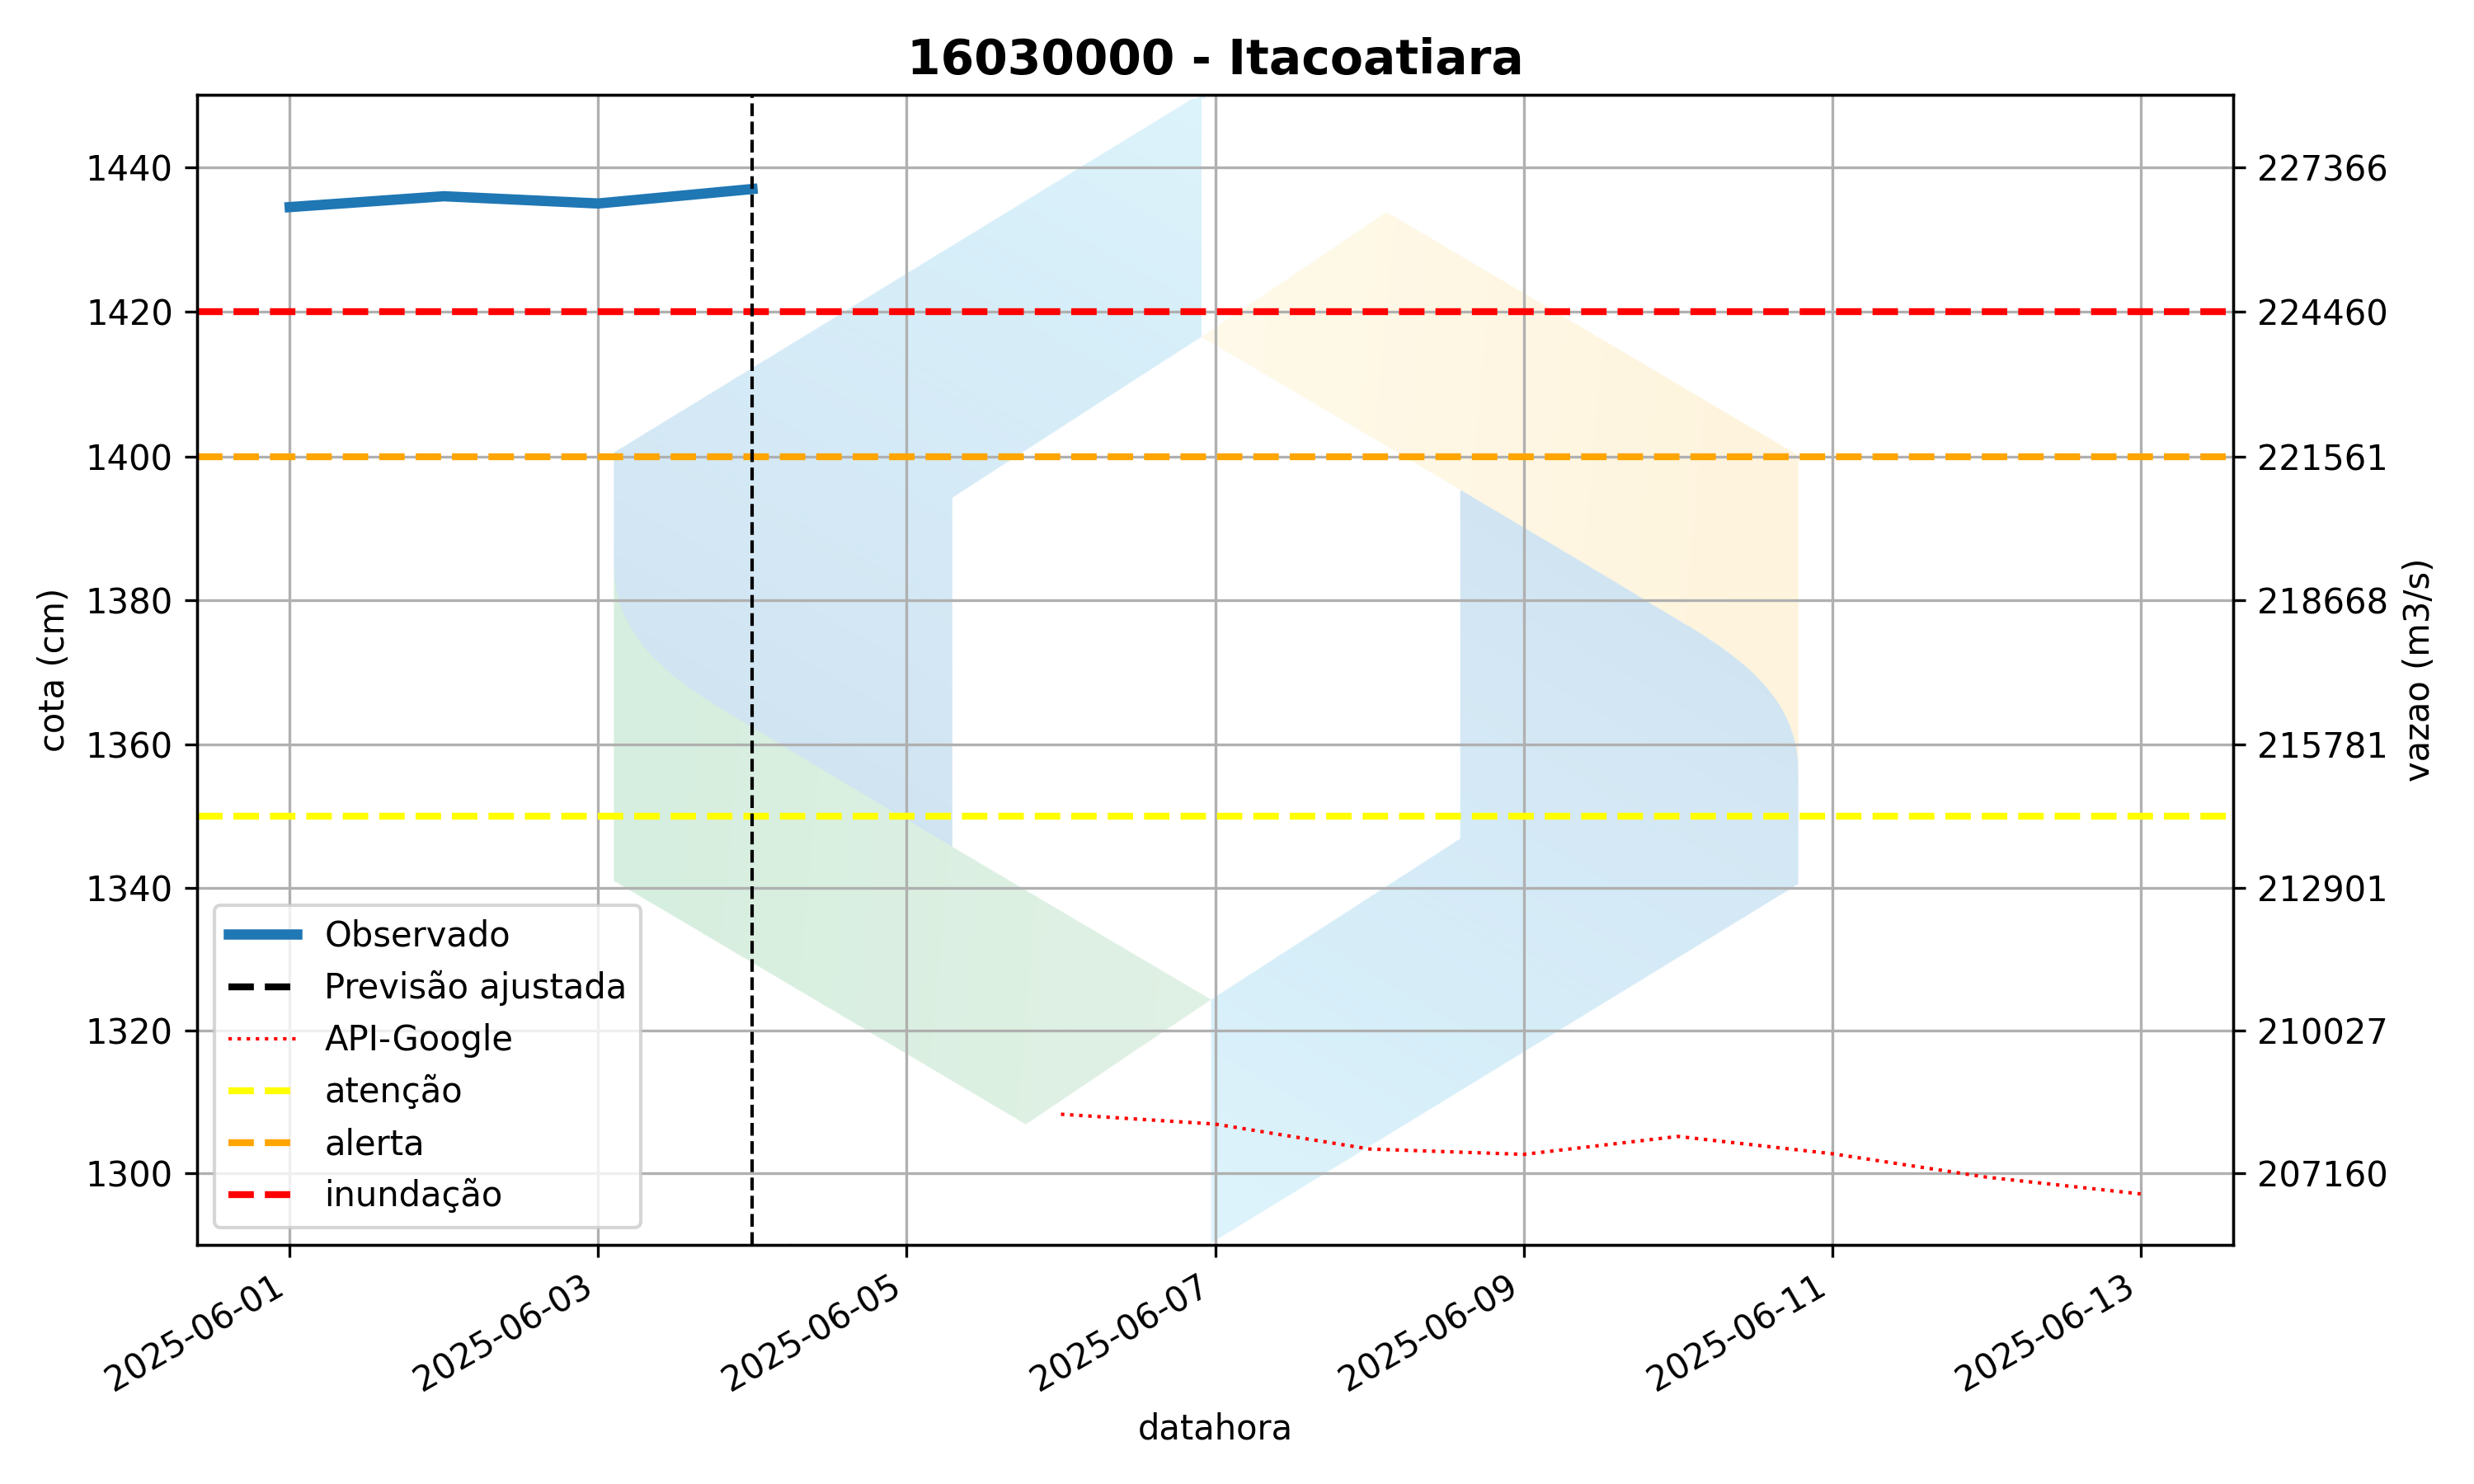 16030000 - Itacoatiara
1440
1420
1400
1380
1360
1340
1320
1300
cota (cm)
227366
224460
221561
218668
215781
212901
210027
207160
vazao (m3/s)
Observado
Previsão ajustada
API-Google
atenção
alerta
inundação
2025-06-01
2025-06-03
2025-06-05
2025-06-07
2025-06-09
2025-06-11
2025-06-13
datahora